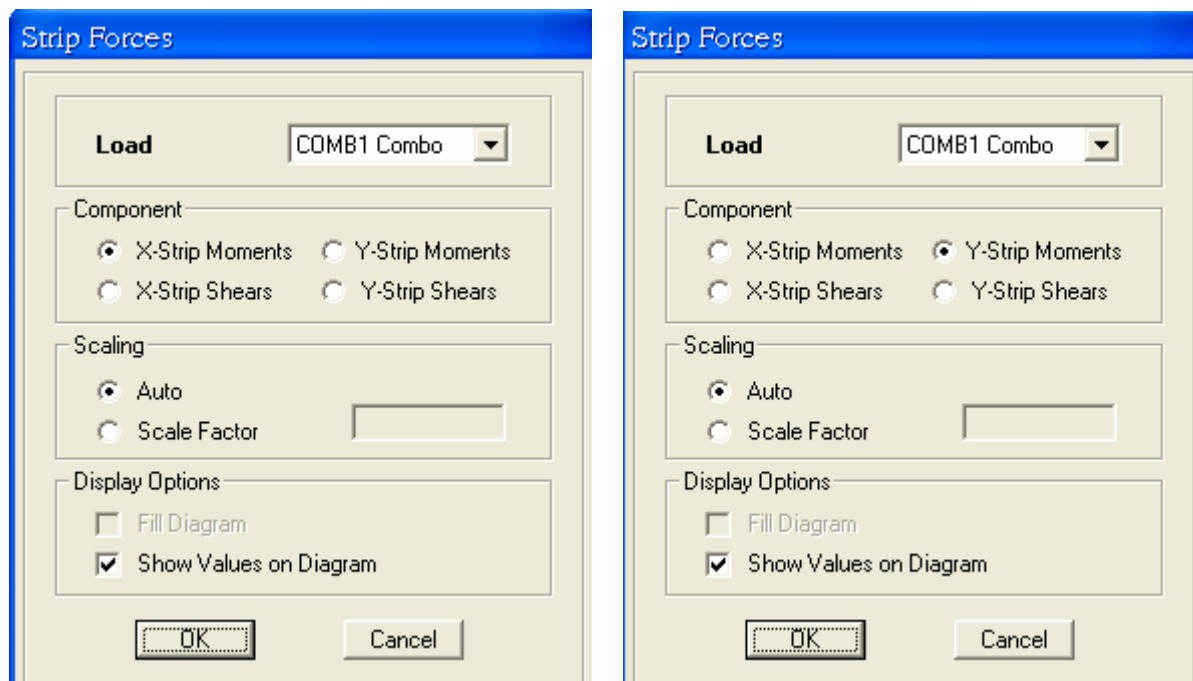 Strip Forces
Load COMB1 Combo
Component
X-Strip Moments Y-Strip Moments
X-Strip Shears Y-Strip Shears
Scaling
Auto
Scale Factor
Display Options
Fill Diagram
Show Values on Diagram
OK Cancel
Strip Forces
Load COMB1 Combo
Component
X-Strip Moments Y-Strip Moments
X-Strip Shears Y-Strip Shears
Scaling
Auto
Scale Factor
Display Options
Fill Diagram
Show Values on Diagram
OK Cancel